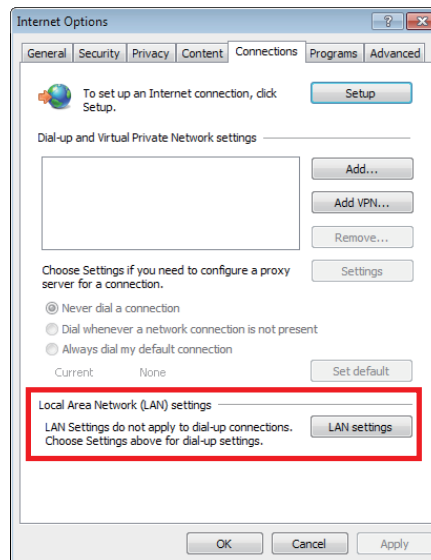 Internet Options
General Security Privacy Content Connections Programs Advanced
To set up an Internet connection, click
Setup.
Setup
Dial-up and Virtual Private Network settings
Add...
Add VPN...
Remove...
Choose Settings if you need to configure a proxy
server for a connection.
Settings
Never dial a connection
Dial whenever a network connection is not present
Always dial my default connection
Current None
Set default
Local Area Network (LAN) settings
LAN Settings do not apply to dial-up connections.
Choose Settings above for dial-up settings.
LAN settings
OK Cancel Apply